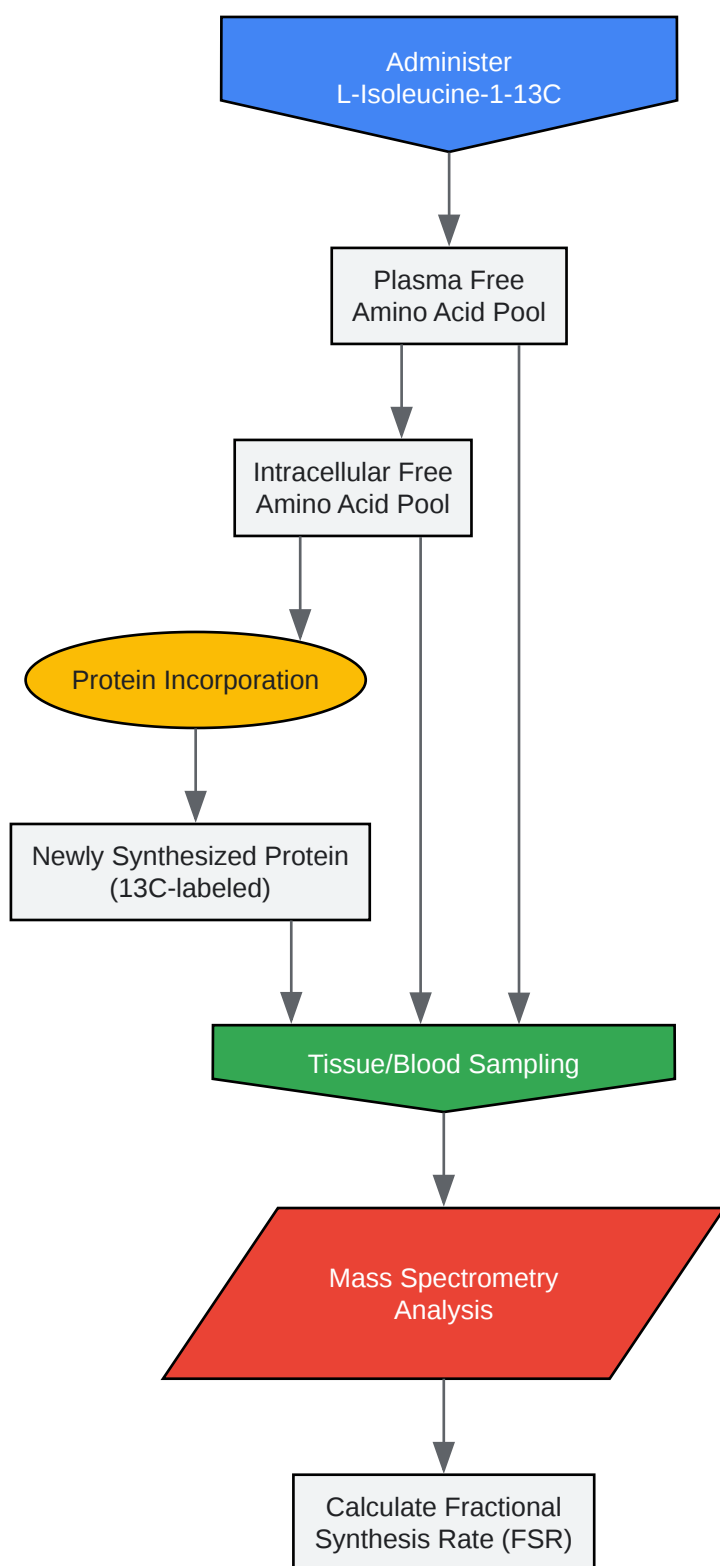 Administer
L-Isoleucine-1-13C
Plasma Free
Amino Acid Pool
Intracellular Free
Amino Acid Pool
Protein Incorporation
Newly Synthesized Protein
(13C-labeled)
Tissue/Blood Sampling
Mass Spectrometry
Analysis
Calculate Fractional
Synthesis Rate (FSR)